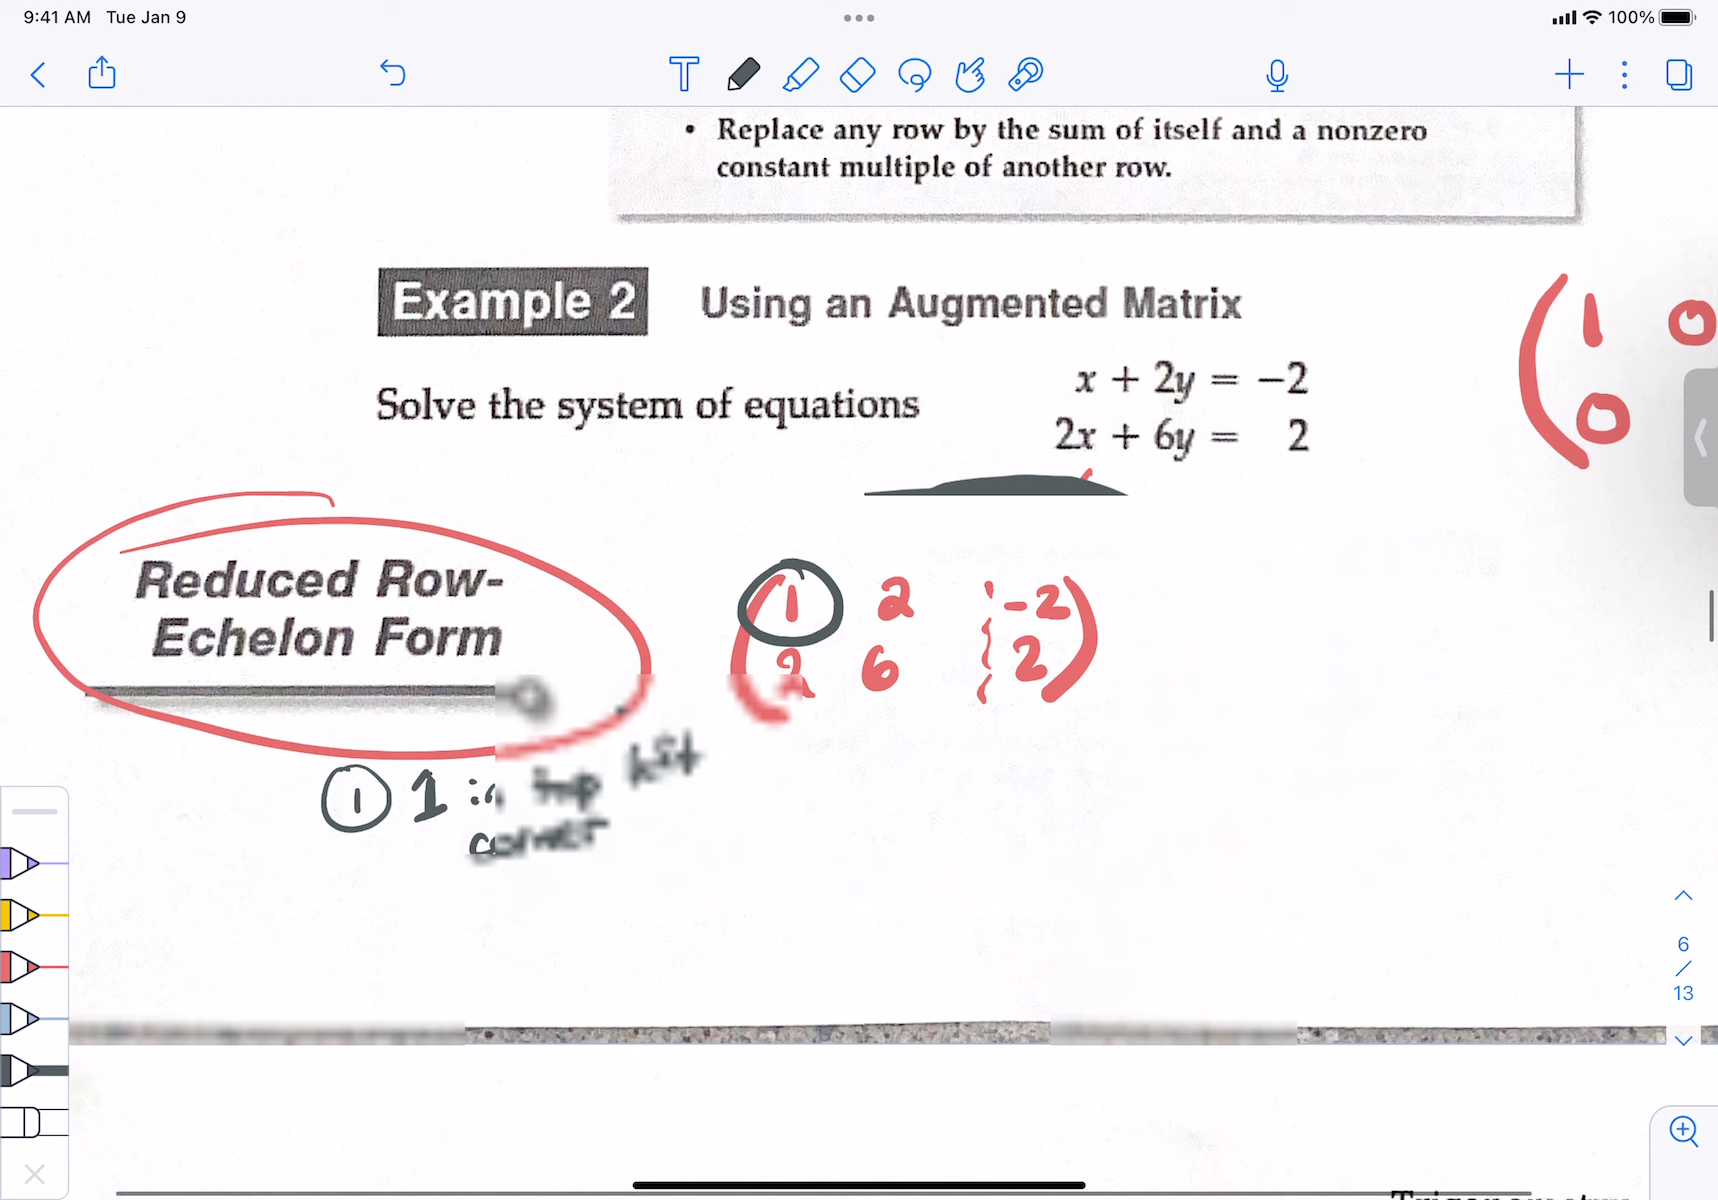 9:41 AM Tue Jan 9
100%
• Replace any row by the sum of itself and a nonzero
constant multiple of another row.
Example 2 Using an Augmented Matrix
Solve the system of equations
x + 2y = -2
2x + 6y = 2
1 0
0
Reduced Row-
Echelon Form
1 2 -2
2 6 2
① 1 in top left
corner
6
/
13